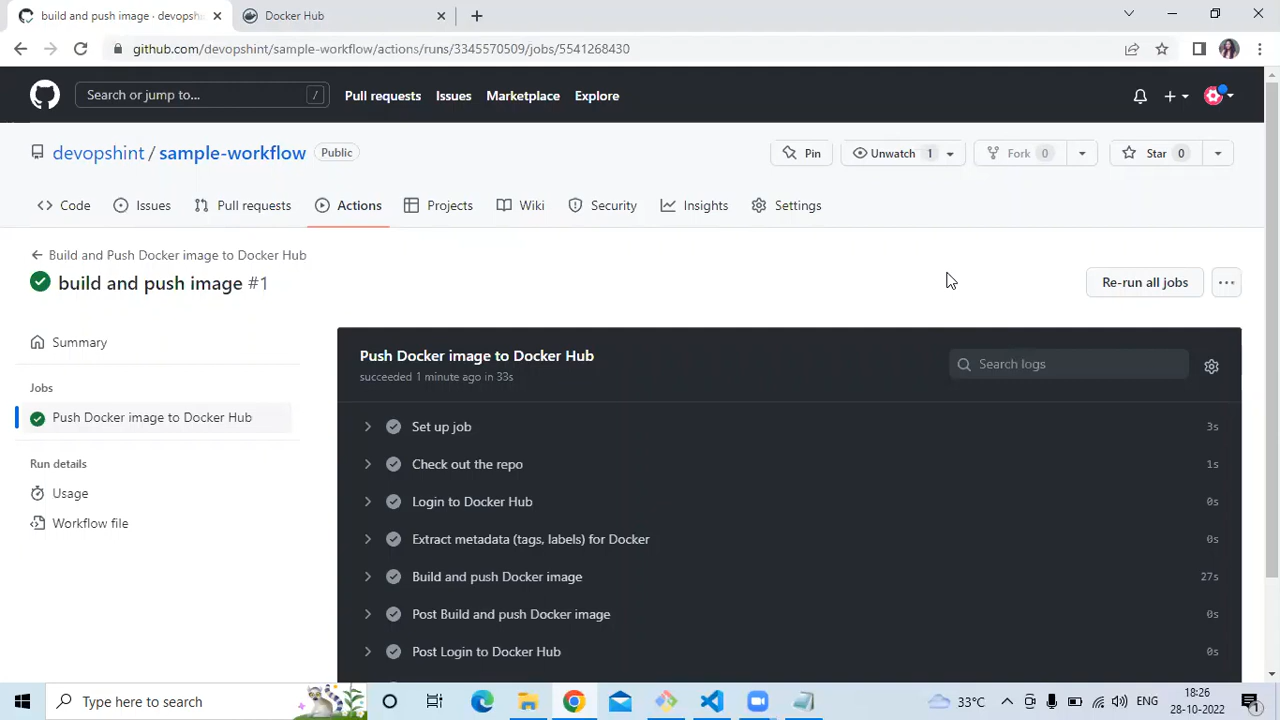 build and push image · devopsh
Docker Hub
github.com/devopshint/sample-workflow/actions/runs/3345570509/jobs/5541268430
Search or jump to...
/
Pull requests
Issues
Marketplace
Explore
devopshint / sample-workflow
Public
Pin
Unwatch 1
Fork 0
Star 0
Code
Issues
Pull requests
Actions
Projects
Wiki
Security
Insights
Settings
Build and Push Docker image to Docker Hub
build and push image #1
Re-run all jobs
Summary
Jobs
Push Docker image to Docker Hub
Run details
Usage
Workflow file
Push Docker image to Docker Hub
succeeded 1 minute ago in 33s
Search logs
Set up job 3s
Check out the repo 1s
Login to Docker Hub 0s
Extract metadata (tags, labels) for Docker 0s
Build and push Docker image 27s
Post Build and push Docker image 0s
Post Login to Docker Hub 0s
Type here to search
33°C
ENG
18:26
28-10-2022
1